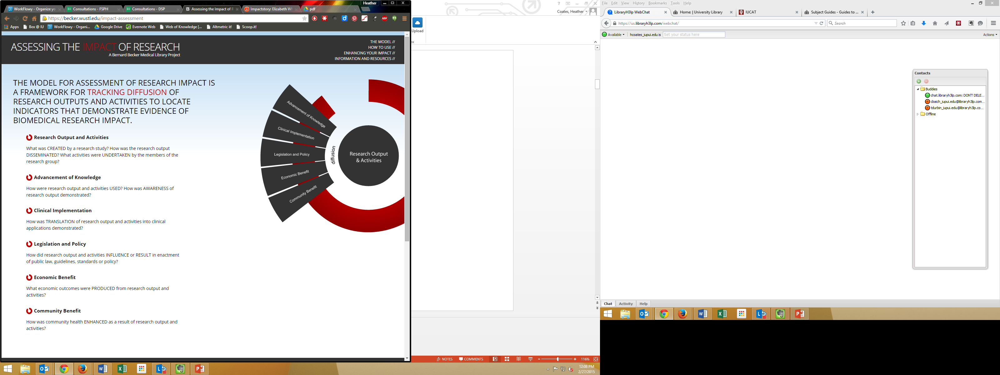 Heather
WorkFlowy - Organize yo
Consultations - FSPH
Consultations - DSP
Assessing the Impact of R
Impactstory: Elizabeth Wh
pdf
https://becker.wustl.edu/impact-assessment
Apps
Box @ IU
WorkFlowy - Organi...
Google Drive
Evernote Web
Web of Knowledge [...
Altmetric it!
Scoop.it!
ASSESSING THE IMPACT OF RESEARCH
A Bernard Becker Medical Library Project
THE MODEL //
HOW TO USE //
ENHANCING YOUR IMPACT //
INFORMATION AND RESOURCES //
THE MODEL FOR ASSESSMENT OF RESEARCH IMPACT IS
A FRAMEWORK FOR TRACKING DIFFUSION OF
RESEARCH OUTPUTS AND ACTIVITIES TO LOCATE
INDICATORS THAT DEMONSTRATE EVIDENCE OF
BIOMEDICAL RESEARCH IMPACT.
Research Output and Activities
What was CREATED by a research study? How was the research output
DISSEMINATED? What activities were UNDERTAKEN by the members of the
research group?
Advancement of Knowledge
How were research output and activities USED? How was AWARENESS of
research output demonstrated?
Clinical Implementation
How was TRANSLATION of research output and activities into clinical
applications demonstrated?
Legislation and Policy
How did research output and activities INFLUENCE or RESULT in enactment
of public law, guidelines, standards or policy?
Economic Benefit
What economic outcomes were PRODUCED from research output and
activities?
Community Benefit
How was community health ENHANCED as a result of research output and
activities?
Advancement of Knowledge
Clinical Implementation
Legislation and Policy
Economic Benefit
Community Benefit
diffusion
Research Output
& Activities
Coates, Heather
Upload
ox
NOTES
COMMENTS
116%
12:08 PM
2/27/2015
File Edit View History Bookmarks Tools Help
LibraryH3lp WebChat
Home: | University Library
IUCAT
Subject Guides - Guides to ...
https://us.libraryh3lp.com/webchat/
Search
Available
hcoates_iupui.edu is
Set your status here
Actions
Contacts
Buddies
chat.libraryh3lp.com: DON'T DELE...
cbaich_iupui.edu@libraryh3lp.com...
tdurbin_iupui.edu@libraryh3lp.co...
Offline
Chat
Activity
Help